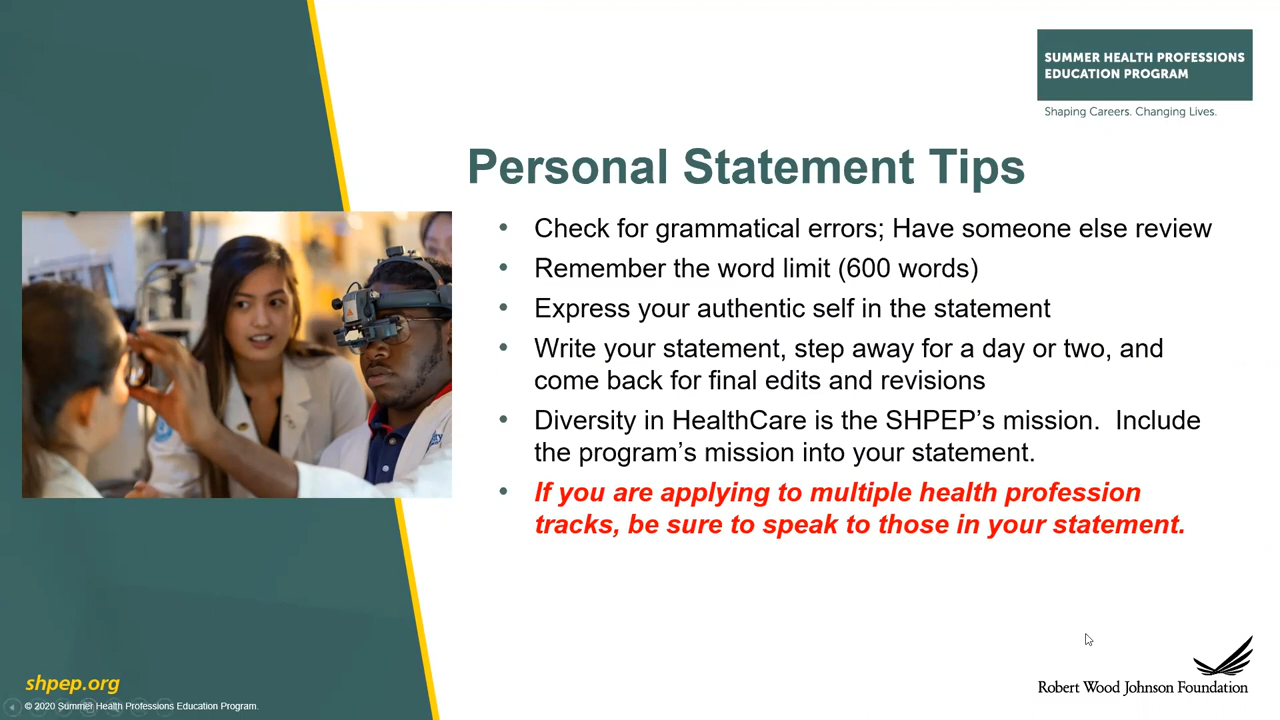 SUMMER HEALTH PROFESSIONS
EDUCATION PROGRAM
Shaping Careers. Changing Lives.
Personal Statement Tips
• Check for grammatical errors; Have someone else review
• Remember the word limit (600 words)
• Express your authentic self in the statement
• Write your statement, step away for a day or two, and
come back for final edits and revisions
• Diversity in HealthCare is the SHPEP’s mission.  Include
the program’s mission into your statement.
• If you are applying to multiple health profession
tracks, be sure to speak to those in your statement.
shpep.org
© 2020 Summer Health Professions Education Program.
Robert Wood Johnson Foundation